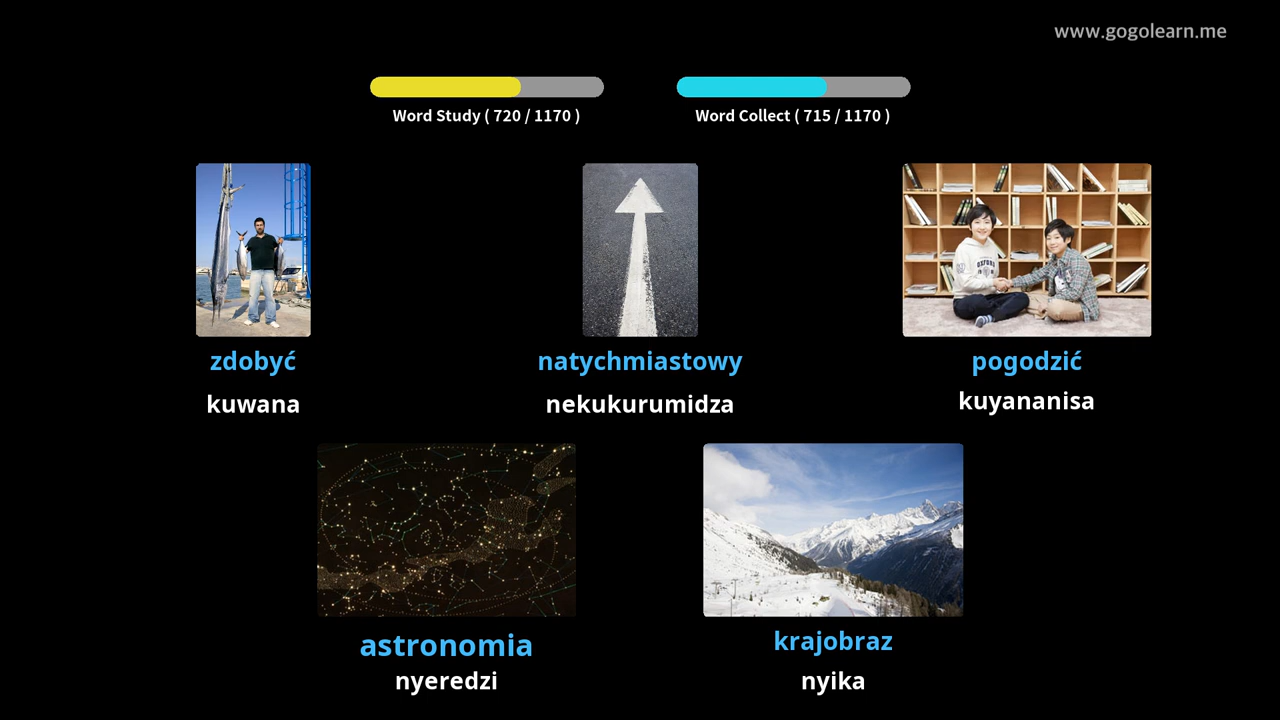 www.gogolearn.me
Word Study ( 720 / 1170 )
Word Collect ( 715 / 1170 )
zdobyć
kuwana
natychmiastowy
nekukurumidza
pogodzić
kuyananisa
astronomia
nyeredzi
krajobraz
nyika